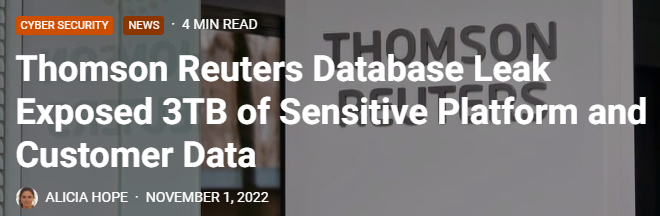 CYBER SECURITY NEWS · 4 MIN READ
THOMSON
REUTERS
Thomson Reuters Database Leak
Exposed 3TB of Sensitive Platform and
Customer Data
ALICIA HOPE · NOVEMBER 1, 2022